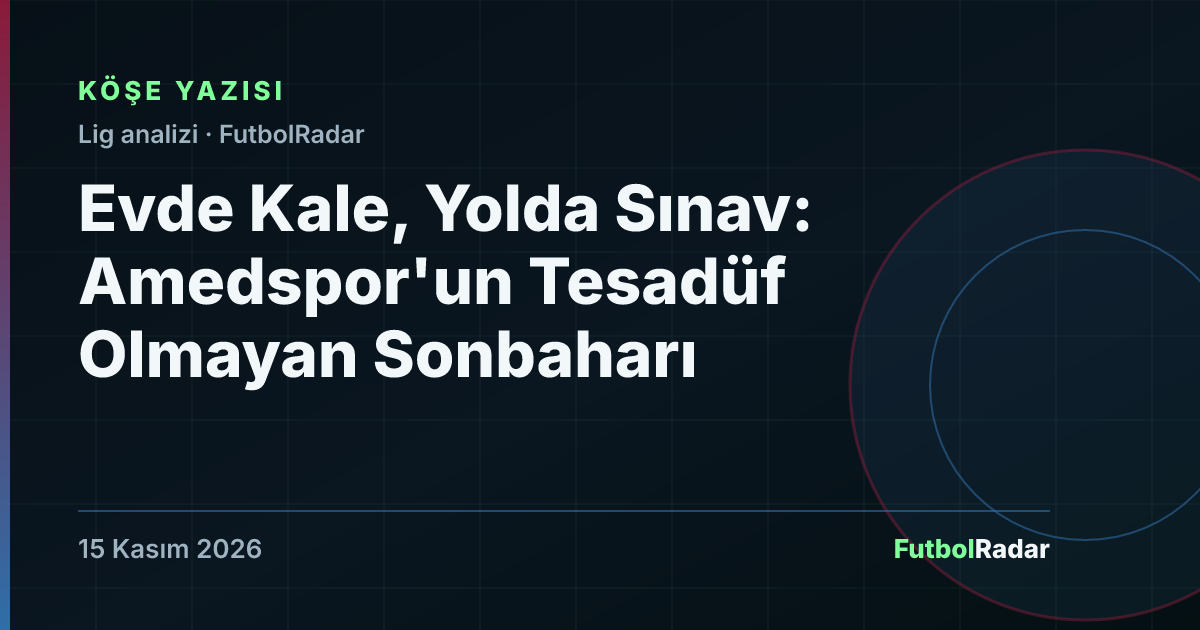 KÖŞE YAZISI
Lig analizi · FutbolRadar
Evde Kale, Yolda Sınav:
Amedspor'un Tesadüf
Olmayan Sonbaharı
15 Kasım 2026
FutbolRadar